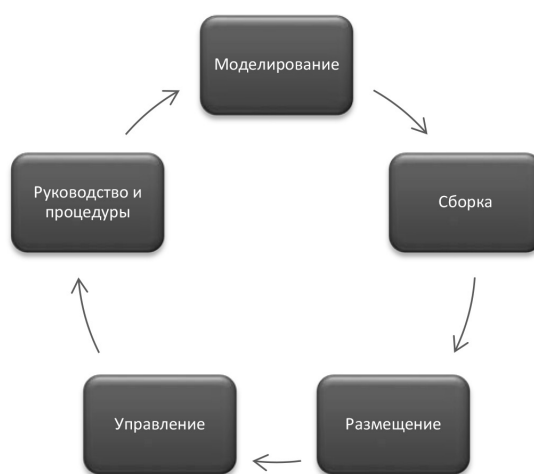 Моделирование
Сборка
Размещение
Управление
Руководство и
процедуры